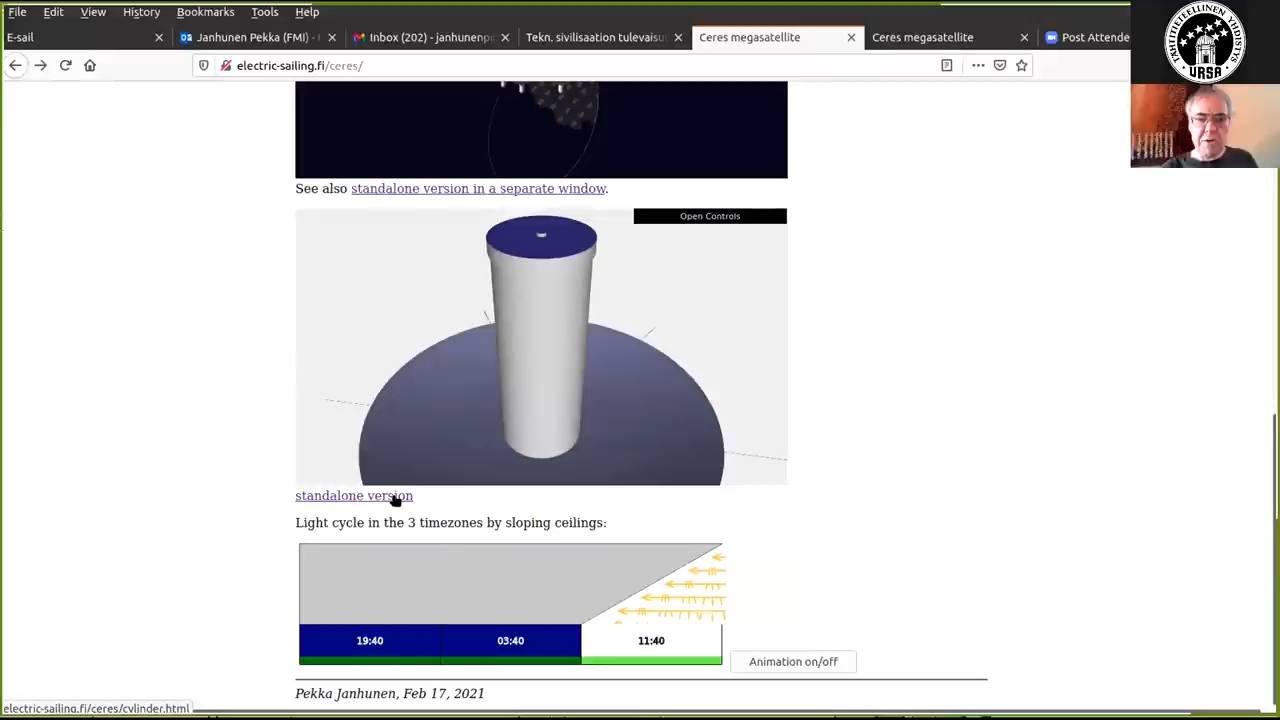 File Edit View History Bookmarks Tools Help
E-sail Janhunen Pekka (FMI) - Inbox (202) - janhunenp Tekn. sivilisaation tulevaisu Ceres megasatellite Ceres megasatellite Post Attende
electric-sailing.fi/ceres/
TÄHTITIETEELLINEN YHDISTYS
URSA
See also standalone version in a separate window.
Open Controls
standalone version
Light cycle in the 3 timezones by sloping ceilings:
19:40 03:40 11:40
Animation on/off
Pekka Janhunen, Feb 17, 2021
electric-sailing.fi/ceres/cylinder.html